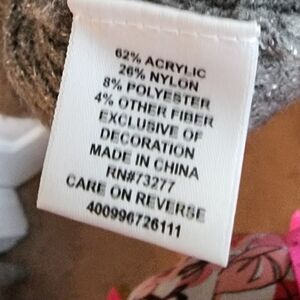 62% ACRYLIC
26% NYLON
8% POLYESTER
4% OTHER FIBER
EXCLUSIVE OF
DECORATION
MADE IN CHINA
RN#73277
CARE ON REVERSE
400996726111